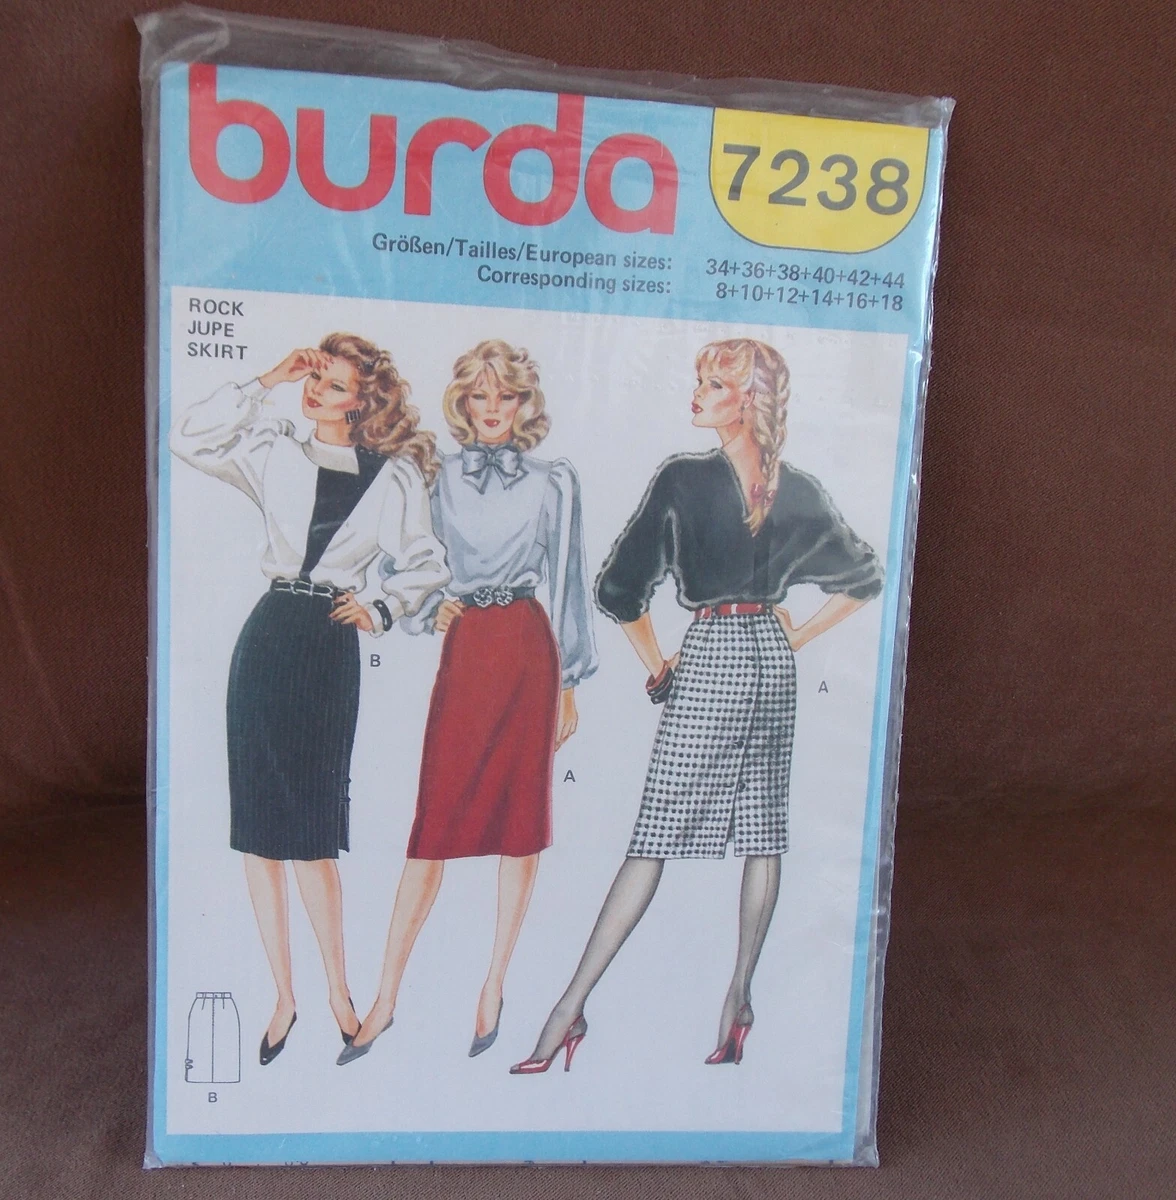 burda
7238
Größen/Tailles/European sizes: 34+36+38+40+42+44
Corresponding sizes: 8+10+12+14+16+18
ROCK
JUPE
SKIRT
B
A
A
B